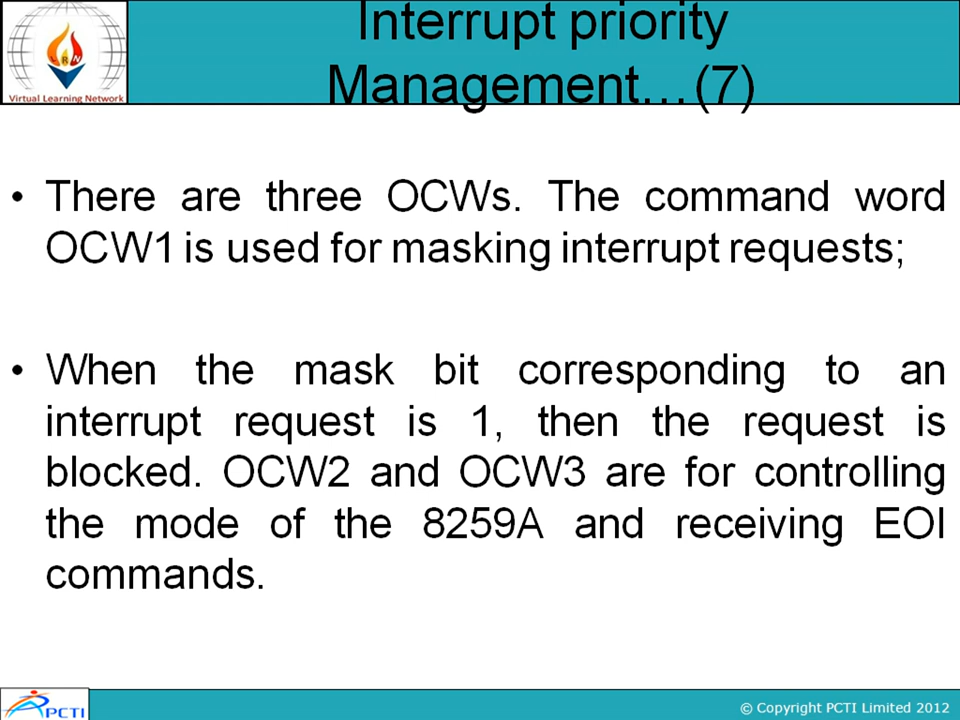 Interrupt priority
Management…(7)
RN
Virtual Learning Network
• There are three OCWs. The command word
OCW1 is used for masking interrupt requests;
• When the mask bit corresponding to an
interrupt request is 1, then the request is
blocked. OCW2 and OCW3 are for controlling
the mode of the 8259A and receiving EOI
commands.
PCTI
© Copyright PCTI Limited 2012